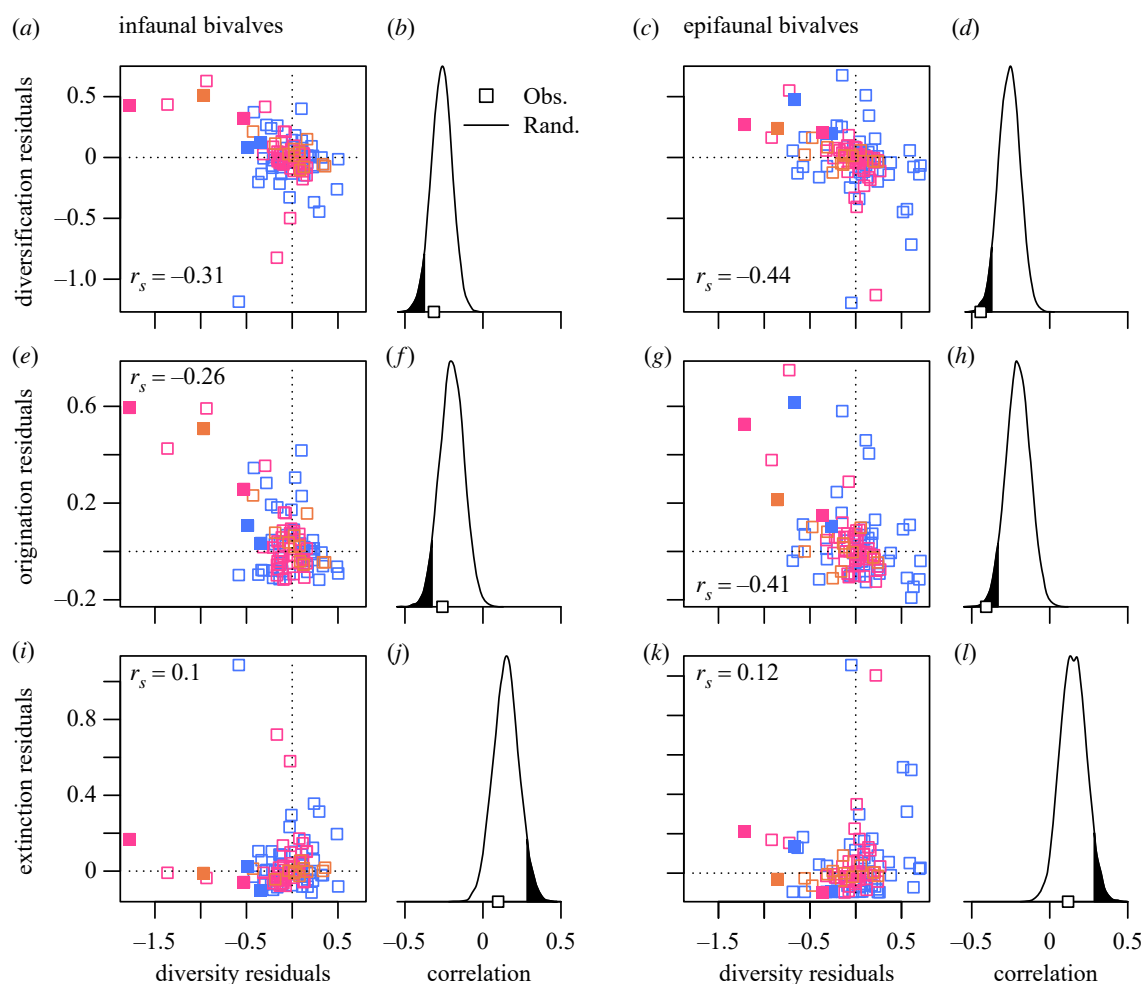 (a) infaunal bivalves (b) (c) epifaunal bivalves (d)
diversification residuals
0.5
0
−0.5
−1.0
r_s = −0.31
Obs.
Rand.
r_s = −0.44
(e) (f) (g) (h)
origination residuals
0.6
0.2
−0.2
r_s = −0.26
r_s = −0.41
(i) (j) (k) (l)
extinction residuals
0.8
0.4
0
r_s = 0.1
r_s = 0.12
−1.5 −0.5 0.5 −0.5 0 0.5 −1.5 −0.5 0.5 −0.5 0 0.5
diversity residuals correlation diversity residuals correlation